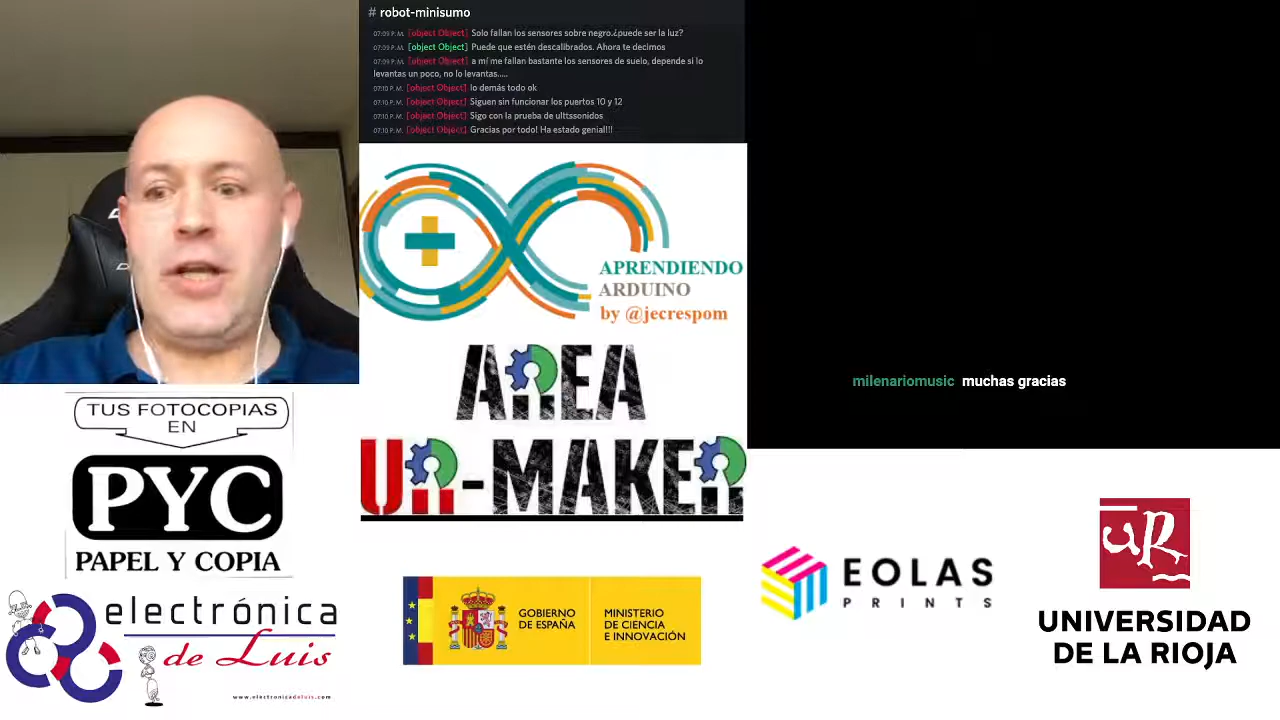 # robot-minisumo
07:09 P. M. [object Object] Solo fallan los sensores sobre negro.¿puede ser la luz?
07:09 P. M. [object Object] Puede que estén descalibrados. Ahora te decimos
07:09 P. M. [object Object] a mí me fallan bastante los sensores de suelo, depende si lo
levantas un poco, no lo levantas.....
07:10 P. M. [object Object] lo demás todo ok
07:10 P. M. [object Object] Siguen sin funcionar los puertos 10 y 12
07:10 P. M. [object Object] Sigo con la prueba de ulttssonidos
07:10 P. M. [object Object] Gracias por todo! Ha estado genial!!!
APRENDIENDO
ARDUINO
by @jecrespom
AREA
UR-MAKER
milenariomusic muchas gracias
TUS FOTOCOPIAS
EN
PYC
PAPEL Y COPIA
electrónica
de Luis
www.electronicadeluis.com
GOBIERNO
DE ESPAÑA
MINISTERIO
DE CIENCIA
E INNOVACIÓN
EOLAS
PRINTS
UR
UNIVERSIDAD
DE LA RIOJA